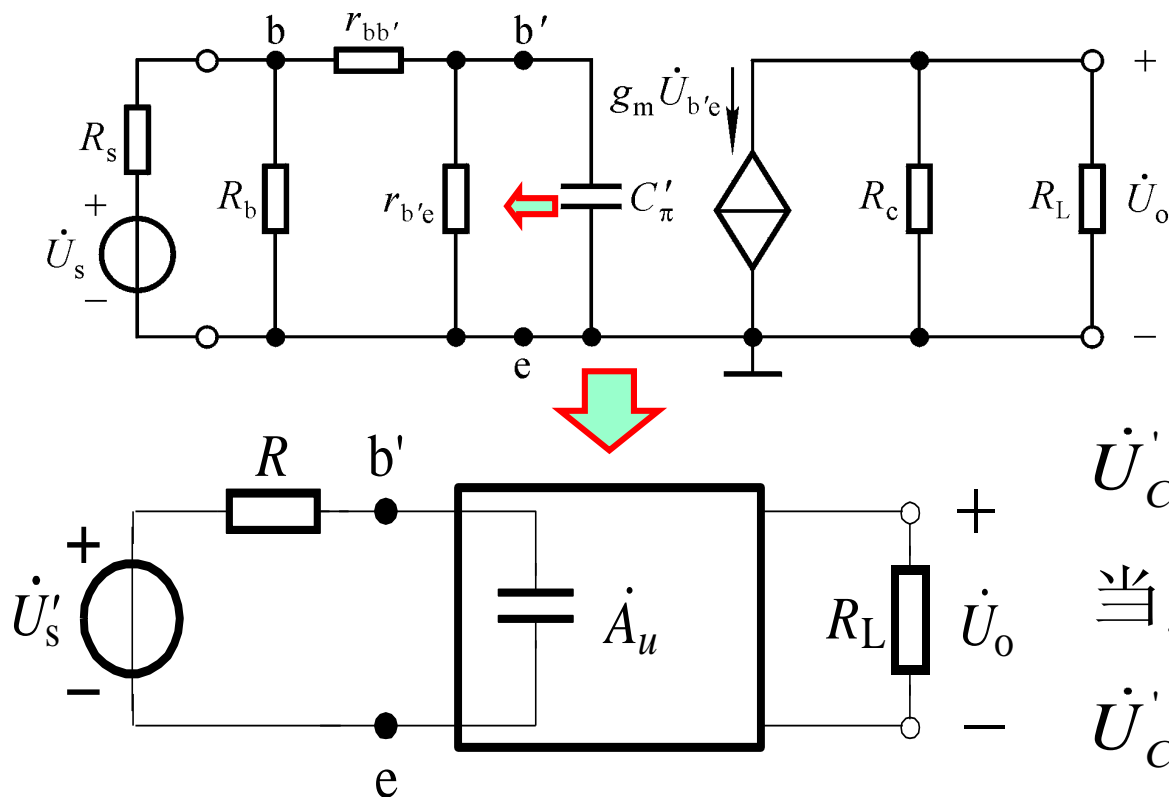 b r_bb′ b′
g_m U̇_b′e
+
R_s
R_b
r_b′e
C′_π
R_c
R_L
U̇_o
+
U̇_s
−
−
e
R b'
U̇'_C
+
+
U̇′_s
Ȧ_u
R_L
U̇_o
当
−
−
U̇'_C
e